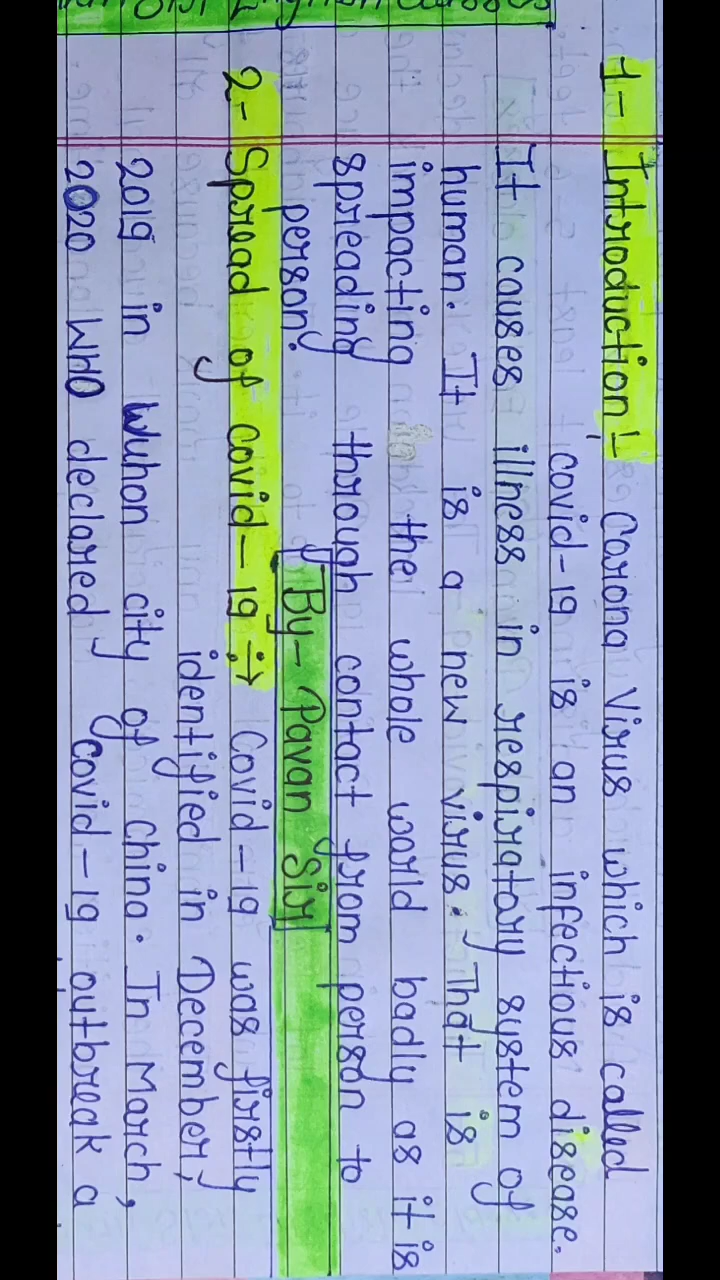 1- Introduction!- Corona Virus which is called
covid-19 is an infectious disease.
It causes illness in respiratory system of
human. It is a new virus. That is
impacting the whole world badly as it is
spreading through contact from person to
person.
By- Pavan Sir
2- Spread of covid-19 ÷→ Covid-19 was firstly
identified in December,
2019 in Wuhan city of China. In March,
2020 WHO declared covid-19 outbreak a